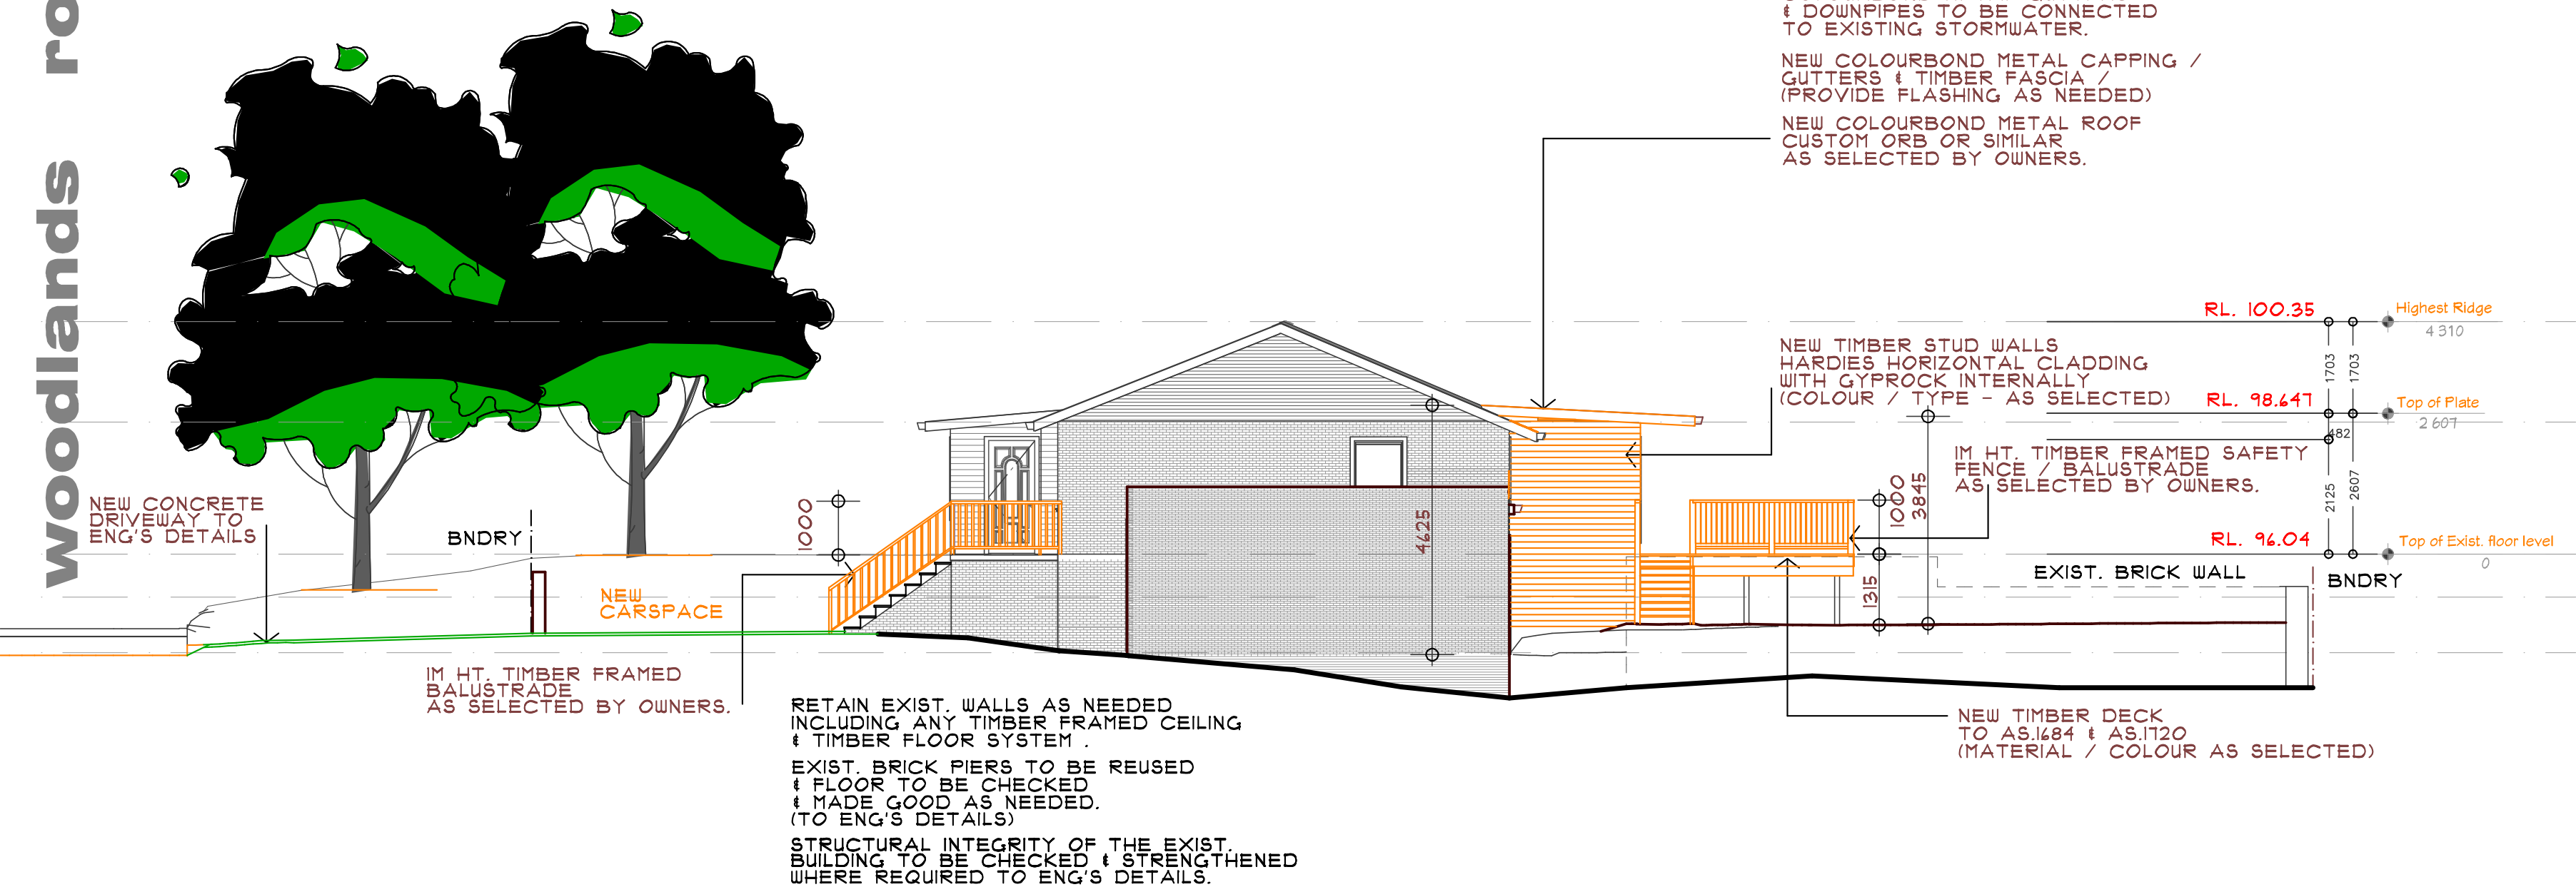 woodlands ro
& DOWNPIPES TO BE CONNECTED
TO EXISTING STORMWATER.
NEW COLOURBOND METAL CAPPING /
GUTTERS & TIMBER FASCIA /
(PROVIDE FLASHING AS NEEDED)
NEW COLOURBOND METAL ROOF
CUSTOM ORB OR SIMILAR
AS SELECTED BY OWNERS.
RL. 100.35
Highest Ridge
4 310
1703
1703
NEW TIMBER STUD WALLS
HARDIES HORIZONTAL CLADDING
WITH GYPROCK INTERNALLY
(COLOUR / TYPE - AS SELECTED)
RL. 98.647
Top of Plate
2 607
482
1M HT. TIMBER FRAMED SAFETY
FENCE / BALUSTRADE
AS SELECTED BY OWNERS.
2125
2607
NEW CONCRETE
DRIVEWAY TO
ENG'S DETAILS
BNDRY
1000
4625
1000
3845
1315
RL. 96.04
Top of Exist. floor level
0
EXIST. BRICK WALL
BNDRY
NEW
CARSPACE
1M HT. TIMBER FRAMED
BALUSTRADE
AS SELECTED BY OWNERS.
RETAIN EXIST. WALLS AS NEEDED
INCLUDING ANY TIMBER FRAMED CEILING
& TIMBER FLOOR SYSTEM .
EXIST. BRICK PIERS TO BE REUSED
& FLOOR TO BE CHECKED
& MADE GOOD AS NEEDED.
(TO ENG'S DETAILS)
STRUCTURAL INTEGRITY OF THE EXIST.
BUILDING TO BE CHECKED & STRENGTHENED
WHERE REQUIRED TO ENG'S DETAILS.
NEW TIMBER DECK
TO AS.1684 & AS.1720
(MATERIAL / COLOUR AS SELECTED)